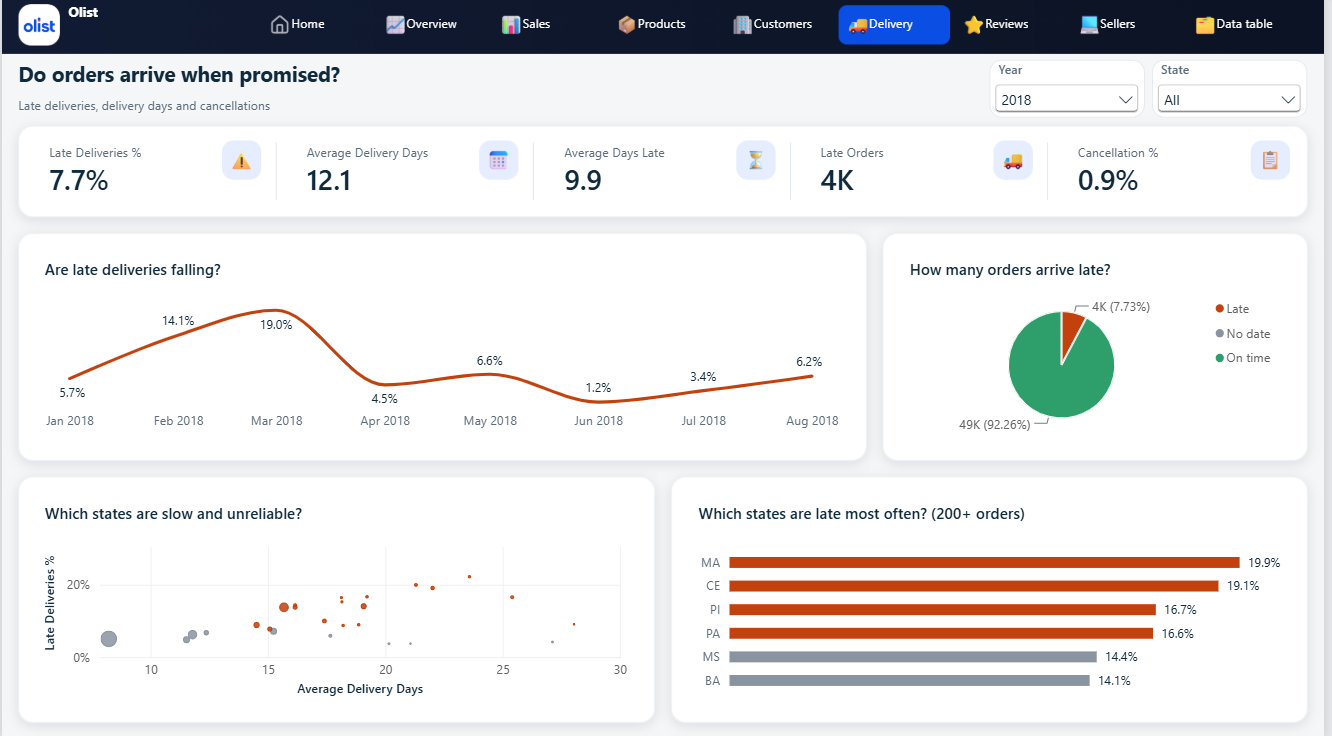 olist
Olist
Home
Overview
Sales
Products
Customers
Delivery
Reviews
Sellers
Data table
Do orders arrive when promised?
Late deliveries, delivery days and cancellations
Year
2018
State
All
Late Deliveries %
7.7%
Average Delivery Days
12.1
Average Days Late
9.9
Late Orders
4K
Cancellation %
0.9%
Are late deliveries falling?
5.7%
14.1%
19.0%
4.5%
6.6%
1.2%
3.4%
6.2%
Jan 2018
Feb 2018
Mar 2018
Apr 2018
May 2018
Jun 2018
Jul 2018
Aug 2018
How many orders arrive late?
4K (7.73%)
49K (92.26%)
Late
No date
On time
Which states are slow and unreliable?
Late Deliveries %
20%
0%
10
15
20
25
30
Average Delivery Days
Which states are late most often? (200+ orders)
MA 19.9%
CE 19.1%
PI 16.7%
PA 16.6%
MS 14.4%
BA 14.1%